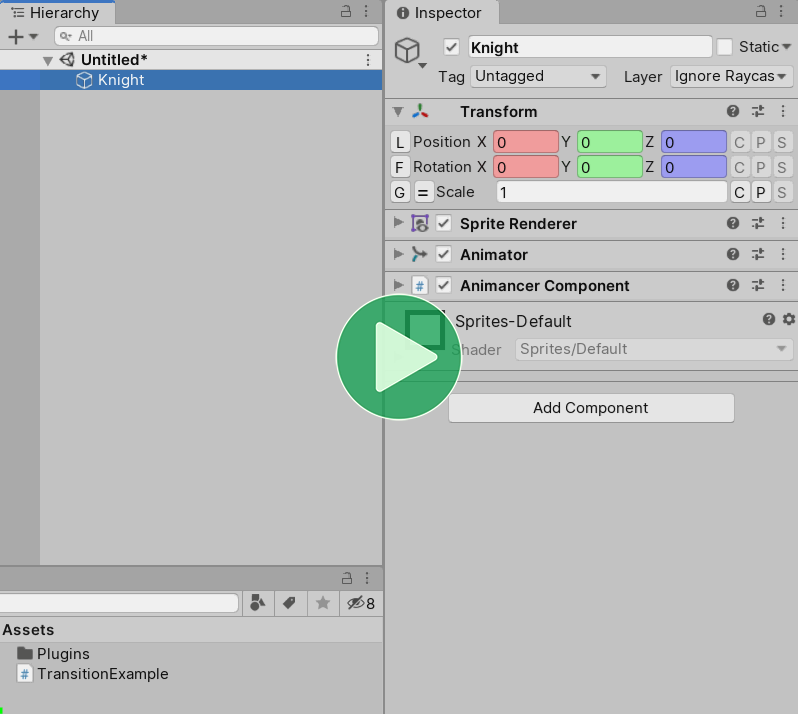 Hierarchy
All
Untitled*
Knight
8
Assets
Plugins
# TransitionExample
Inspector
Knight Static
Tag Untagged Layer Ignore Raycas
Transform
L Position X 0 Y 0 Z 0 C P S
F Rotation X 0 Y 0 Z 0 C P S
G = Scale 1 C P S
Sprite Renderer
Animator
# Animancer Component
Sprites-Default
Shader Sprites/Default
Add Component